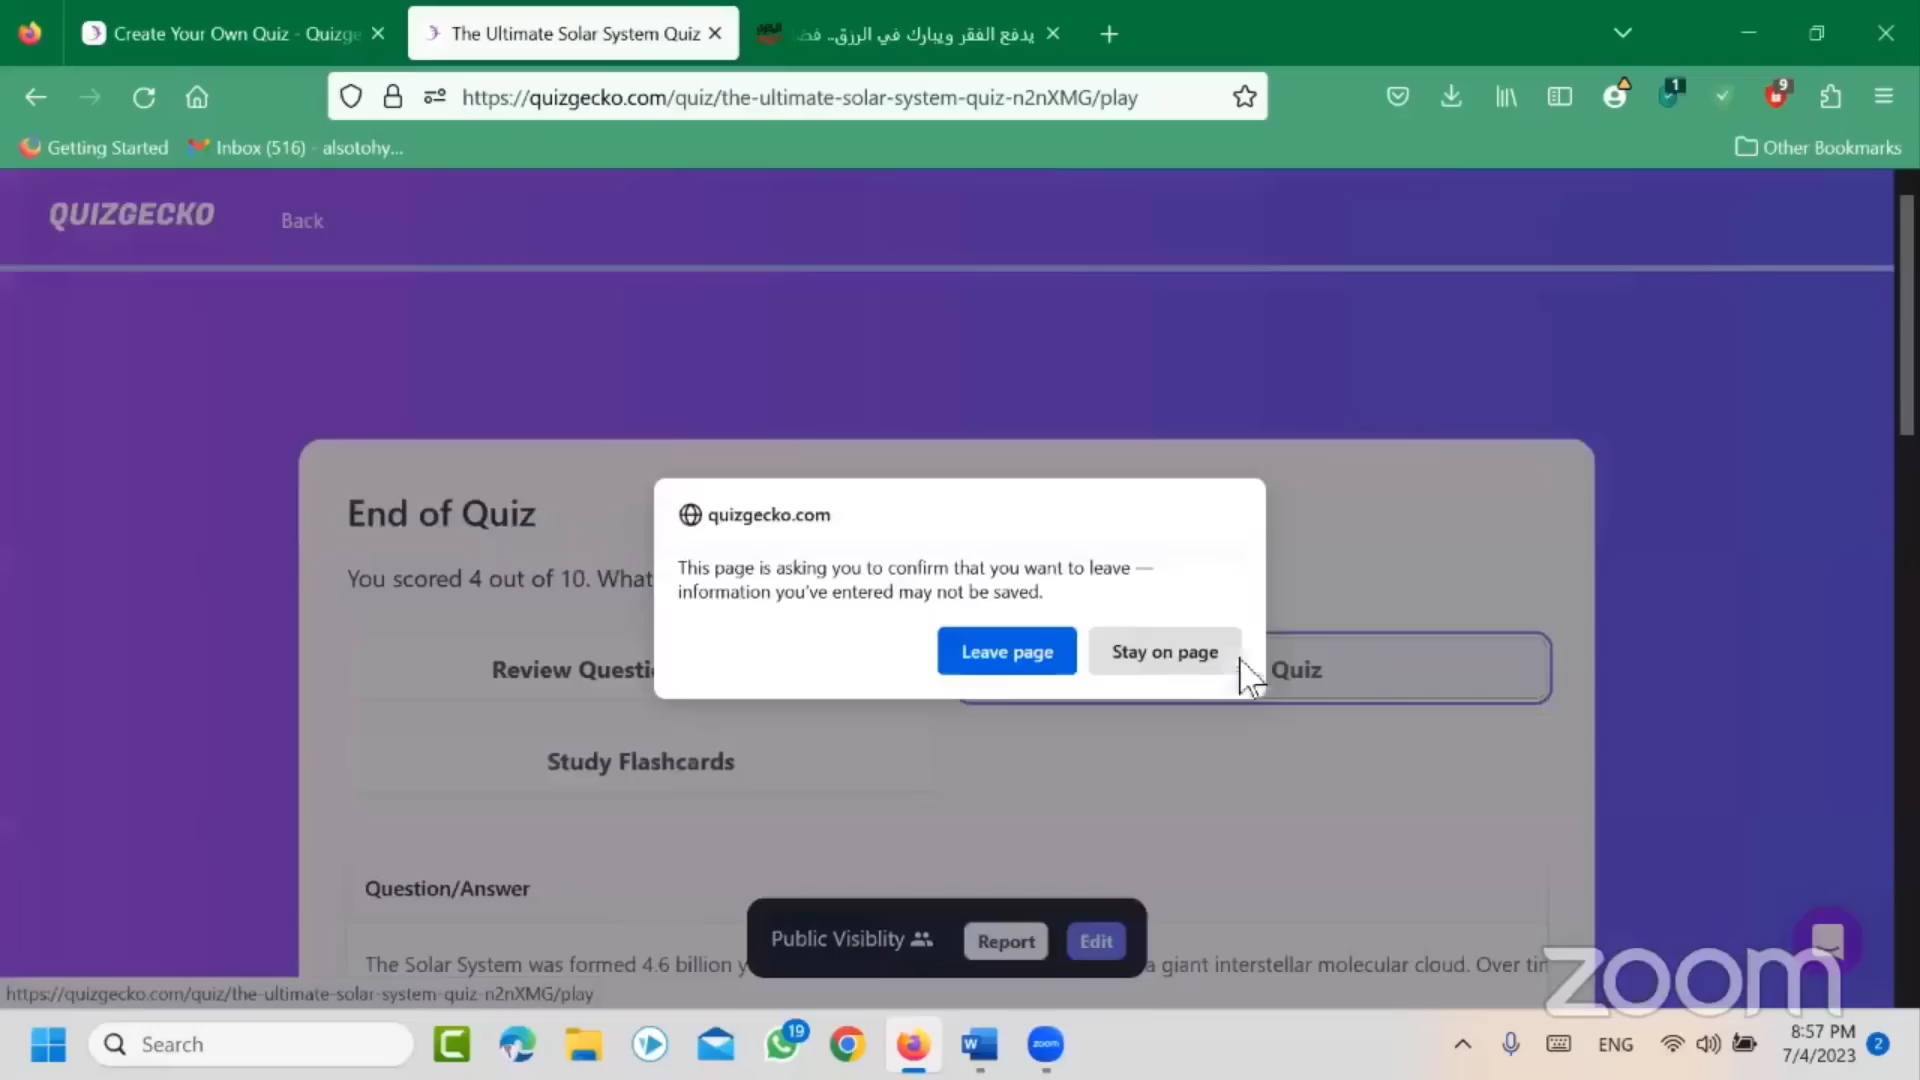 Create Your Own Quiz - Quizge
The Ultimate Solar System Quiz
يدفع الفقر ويبارك في الرزق.. فض
https://quizgecko.com/quiz/the-ultimate-solar-system-quiz-n2nXMG/play
1
9
Getting Started
Inbox (516) - alsotohy...
Other Bookmarks
QUIZGECKO
Back
End of Quiz
You scored 4 out of 10. What
quizgecko.com
This page is asking you to confirm that you want to leave —
information you've entered may not be saved.
Leave page
Stay on page
Review Questi
Quiz
Study Flashcards
Question/Answer
Public Visiblity
Report
Edit
The Solar System was formed 4.6 billion y
a giant interstellar molecular cloud. Over tin
https://quizgecko.com/quiz/the-ultimate-solar-system-quiz-n2nXMG/play
zoom
Search
19
W
zoom
ENG
8:57 PM
7/4/2023
2